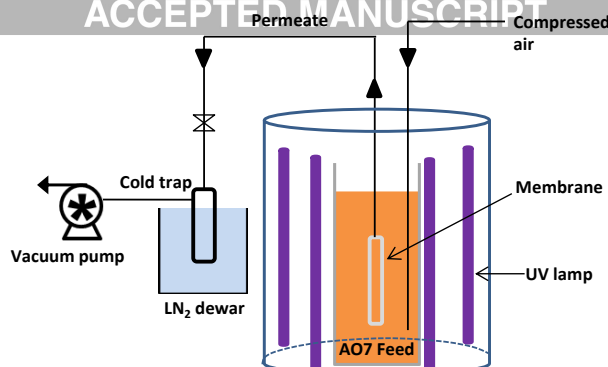 ACCEPTED MANUSCRIPT
Permeate
Compressed
air
Cold trap
Membrane
Vacuum pump
UV lamp
LN₂ dewar
AO7 Feed